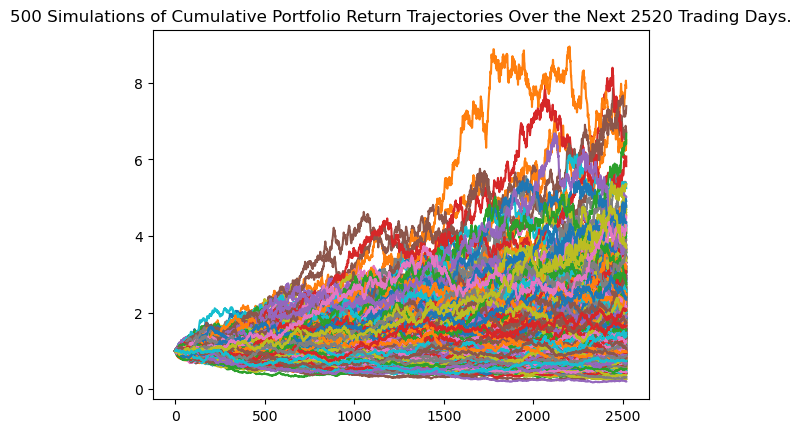 500 Simulations of Cumulative Portfolio Return Trajectories Over the Next 2520 Trading Days.
8
6
4
2
0
0 500 1000 1500 2000 2500